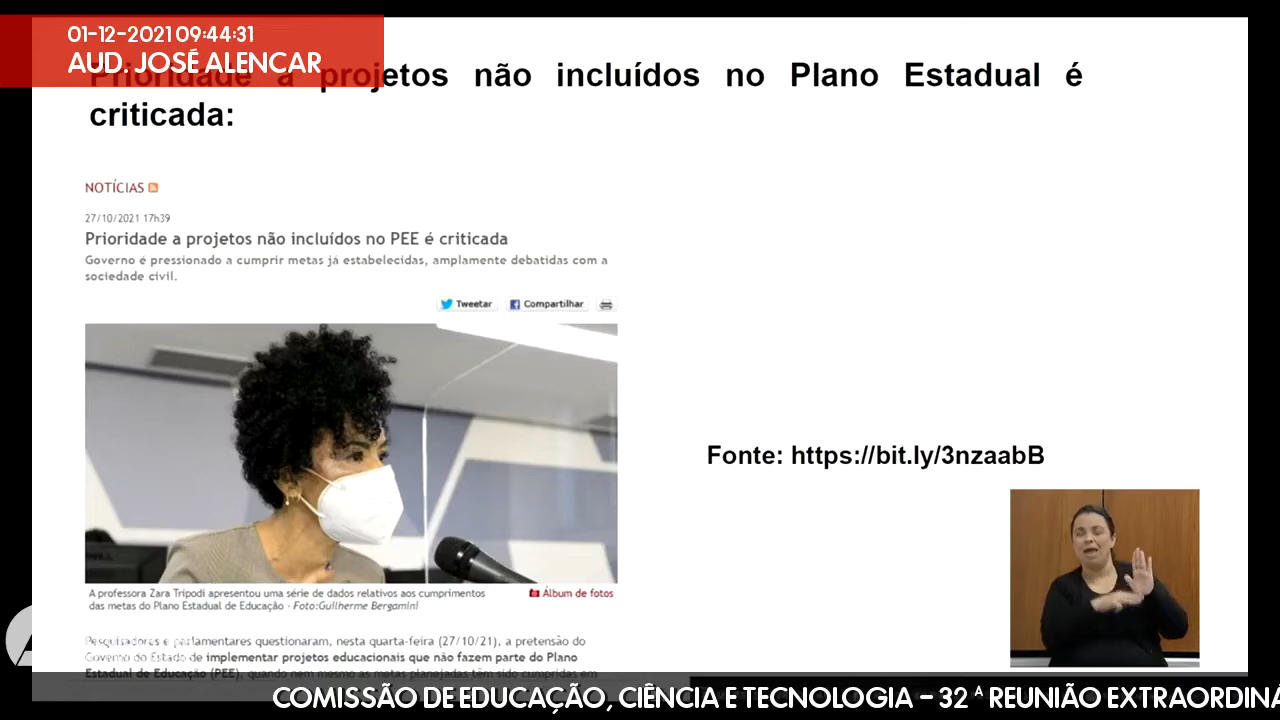 01-12-2021 09:44:31
AUD. JOSÉ ALENCAR
Prioridade a projetos não incluídos no Plano Estadual é
criticada:
NOTÍCIAS
27/10/2021 17h39
Prioridade a projetos não incluídos no PEE é criticada
Governo é pressionado a cumprir metas já estabelecidas, amplamente debatidas com a
sociedade civil.
Tweetar Compartilhar
A professora Zara Tripodi apresentou uma série de dados relativos aos cumprimentos
das metas do Plano Estadual de Educação - Foto:Guilherme Bergamini
Álbum de fotos
Fonte: https://bit.ly/3nzaabB
Pesquisadores e parlamentares questionaram, nesta quarta-feira (27/10/21), a pretensão do
Governo do Estado de implementar projetos educacionais que não fazem parte do Plano
Estadual de Educação (PEE), quando nem mesmo as metas planejadas têm sido cumpridas em
COMISSÃO DE EDUCAÇÃO, CIÊNCIA E TECNOLOGIA - 32 ª REUNIÃO EXTRAORDINÁ